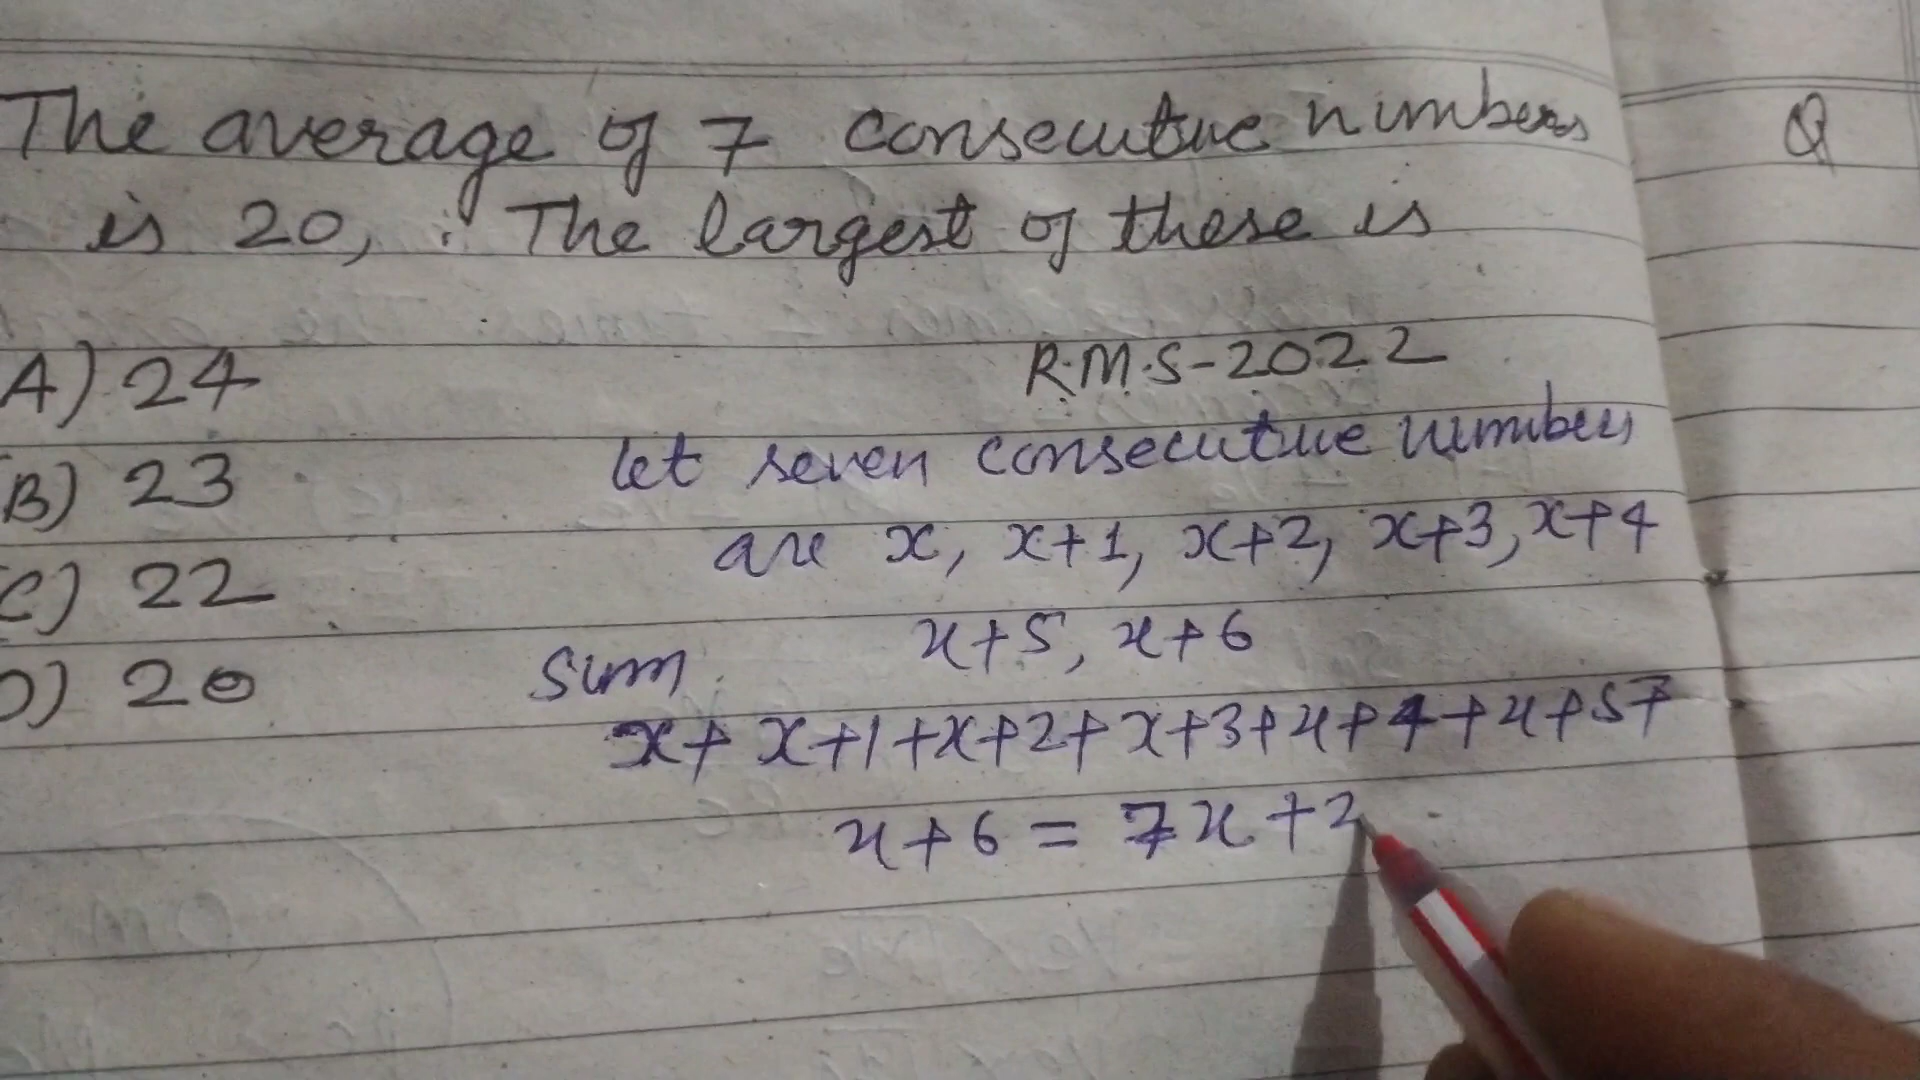 The average of 7 consecutive numbers
is 20, The largest of these is
A) 24
R.M.S-2022
let seven consecutive numbers
B) 23
are x, x+1, x+2, x+3, x+4
C) 22
x+5, x+6
D) 20
Sum
x+ x+1+x+2+x+3+x+4+x+5+
x+6 = 7x+2
Q